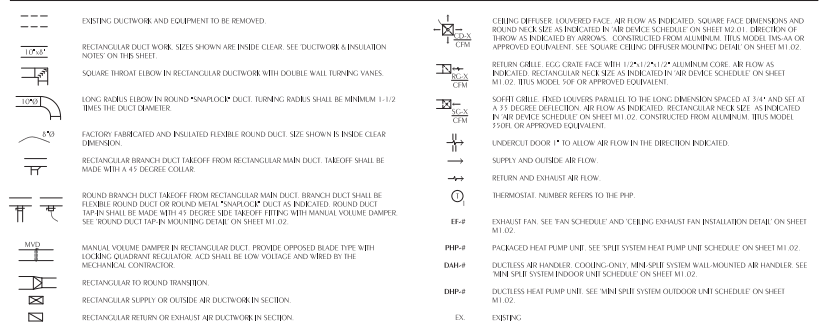 EXISTING DUCTWORK AND EQUIPMENT TO BE REMOVED.
10"x8"
RECTANGULAR DUCT WORK. SIZES SHOWN ARE INSIDE CLEAR. SEE 'DUCTWORK & INSULATION
NOTES' ON THIS SHEET.
SQUARE THROAT ELBOW IN RECTANGULAR DUCTWORK WITH DOUBLE WALL TURNING VANES.
10"Ø
LONG RADIUS ELBOW IN ROUND "SNAPLOCK" DUCT. TURNING RADIUS SHALL BE MINIMUM 1-1/2
TIMES THE DUCT DIAMETER.
8"Ø
FACTORY FABRICATED AND INSULATED FLEXIBLE ROUND DUCT. SIZE SHOWN IS INSIDE CLEAR
DIMENSION.
RECTANGULAR BRANCH DUCT TAKEOFF FROM RECTANGULAR MAIN DUCT. TAKEOFF SHALL BE
MADE WITH A 45 DEGREE COLLAR.
ROUND BRANCH DUCT TAKEOFF FROM RECTANGULAR MAIN DUCT. BRANCH DUCT SHALL BE
FLEXIBLE ROUND DUCT OR ROUND METAL "SNAPLOCK" DUCT AS INDICATED. ROUND DUCT
TAP-IN SHALL BE MADE WITH 45 DEGREE SIDE TAKEOFF FITTING WITH MANUAL VOLUME DAMPER.
SEE 'ROUND DUCT TAP-IN MOUNTING DETAIL' ON SHEET M1.02.
MVD
MANUAL VOLUME DAMPER IN RECTANGULAR DUCT. PROVIDE OPPOSED BLADE TYPE WITH
LOCKING QUADRANT REGULATOR. ACD SHALL BE LOW VOLTAGE AND WIRED BY THE
MECHANICAL CONTRACTOR.
RECTANGULAR TO ROUND TRANSITION.
RECTANGULAR SUPPLY OR OUTSIDE AIR DUCTWORK IN SECTION.
RECTANGULAR RETURN OR EXHAUST AIR DUCTWORK IN SECTION.
CD-X
CFM
CEILING DIFFUSER. LOUVERED FACE. AIR FLOW AS INDICATED. SQUARE FACE DIMENSIONS AND
ROUND NECK SIZE AS INDICATED IN 'AIR DEVICE SCHEDULE' ON SHEET M2.01. DIRECTION OF
THROW AS INDICATED BY ARROWS. CONSTRUCTED FROM ALUMINUM. TITUS MODEL TMS-AA OR
APPROVED EQUIVALENT. SEE 'SQUARE CEILING DIFFUSER MOUNTING DETAIL' ON SHEET M1.02.
RG-X
CFM
RETURN GRILLE. EGG CRATE FACE WITH 1/2"x1/2"x1/2" ALUMINUM CORE. AIR FLOW AS
INDICATED. RECTANGULAR NECK SIZE AS INDICATED IN 'AIR DEVICE SCHEDULE' ON SHEET
M1.02. TITUS MODEL 50F OR APPROVED EQUIVALENT.
SG-X
CFM
SOFFIT GRILLE. FIXED LOUVERS PARALLEL TO THE LONG DIMENSION SPACED AT 3/4" AND SET AT
A 35 DEGREE DEFLECTION. AIR FLOW AS INDICATED. RECTANGULAR NECK SIZE AS INDICATED
IN 'AIR DEVICE SCHEDULE' ON SHEET M1.02. CONSTRUCTED FROM ALUMINUM. TITUS MODEL
350FL OR APPROVED EQUIVALENT.
UNDERCUT DOOR 1" TO ALLOW AIR FLOW IN THE DIRECTION INDICATED.
SUPPLY AND OUTSIDE AIR FLOW.
RETURN AND EXHAUST AIR FLOW.
T
1
THERMOSTAT. NUMBER REFERS TO THE PHP.
EF-#
EXHAUST FAN. SEE 'FAN SCHEDULE' AND 'CEILING EXHAUST FAN INSTALLATION DETAIL' ON SHEET
M1.02.
PHP-#
PACKAGED HEAT PUMP UNIT. SEE 'SPLIT SYSTEM HEAT PUMP UNIT SCHEDULE' ON SHEET M1.02.
DAH-#
DUCTLESS AIR HANDLER. COOLING-ONLY, MINI-SPLIT SYSTEM WALL-MOUNTED AIR HANDLER. SEE
'MINI SPLIT SYSTEM INDOOR UNIT SCHEDULE' ON SHEET M1.02.
DHP-#
DUCTLESS HEAT PUMP UNIT. SEE 'MINI SPLIT SYSTEM OUTDOOR UNIT SCHEDULE' ON SHEET
M1.02.
EX.
EXISTING